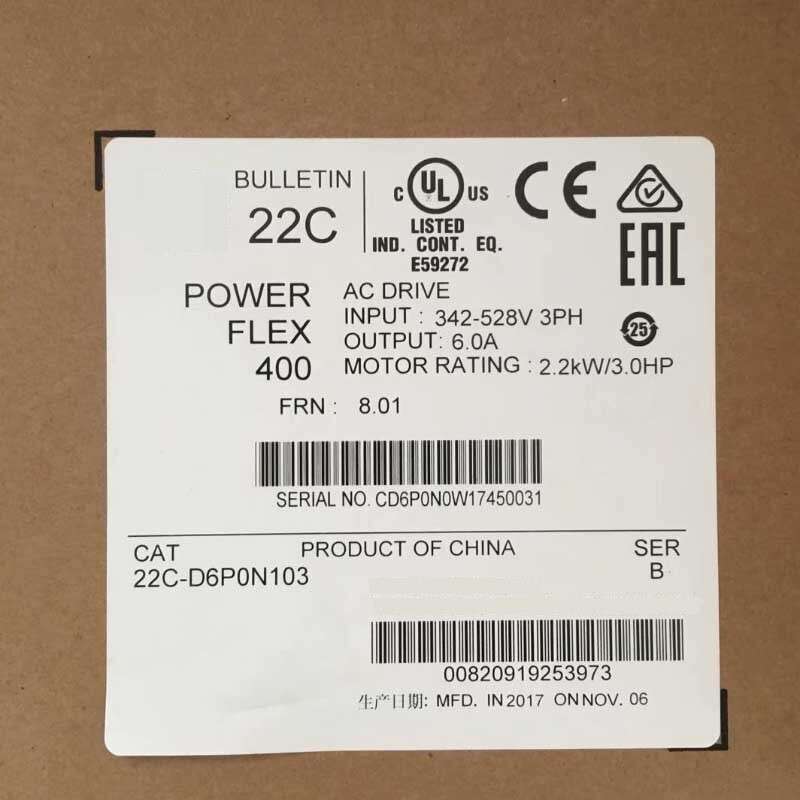 BULLETIN
22C
C UL US
LISTED
IND. CONT. EQ.
E59272
CE
EAC
POWER
FLEX
400
AC DRIVE
INPUT : 342-528V 3PH
OUTPUT: 6.0A
MOTOR RATING : 2.2kW/3.0HP
25
FRN : 8.01
SERIAL NO. CD6P0N0W17450031
CAT
22C-D6P0N103
PRODUCT OF CHINA
SER
B
00820919253973
生产日期: MFD. IN 2017 ON NOV. 06